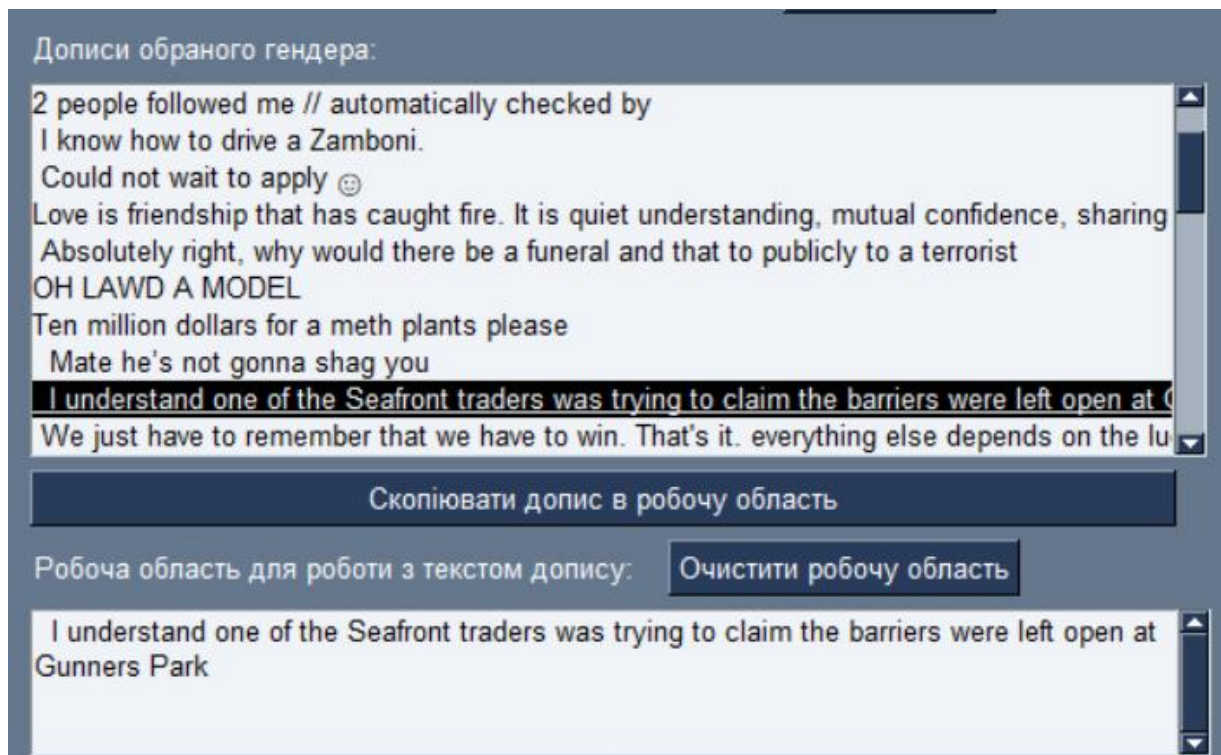 Дописи обраного гендера:
2 people followed me // automatically checked by
I know how to drive a Zamboni.
Could not wait to apply ☺
Love is friendship that has caught fire. It is quiet understanding, mutual confidence, sharing
Absolutely right, why would there be a funeral and that to publicly to a terrorist
OH LAWD A MODEL
Ten million dollars for a meth plants please
Mate he's not gonna shag you
I understand one of the Seafront traders was trying to claim the barriers were left open at
We just have to remember that we have to win. That's it. everything else depends on the
Скопіювати допис в робочу область
Робоча область для роботи з текстом допису:
Очистити робочу область
I understand one of the Seafront traders was trying to claim the barriers were left open at
Gunners Park